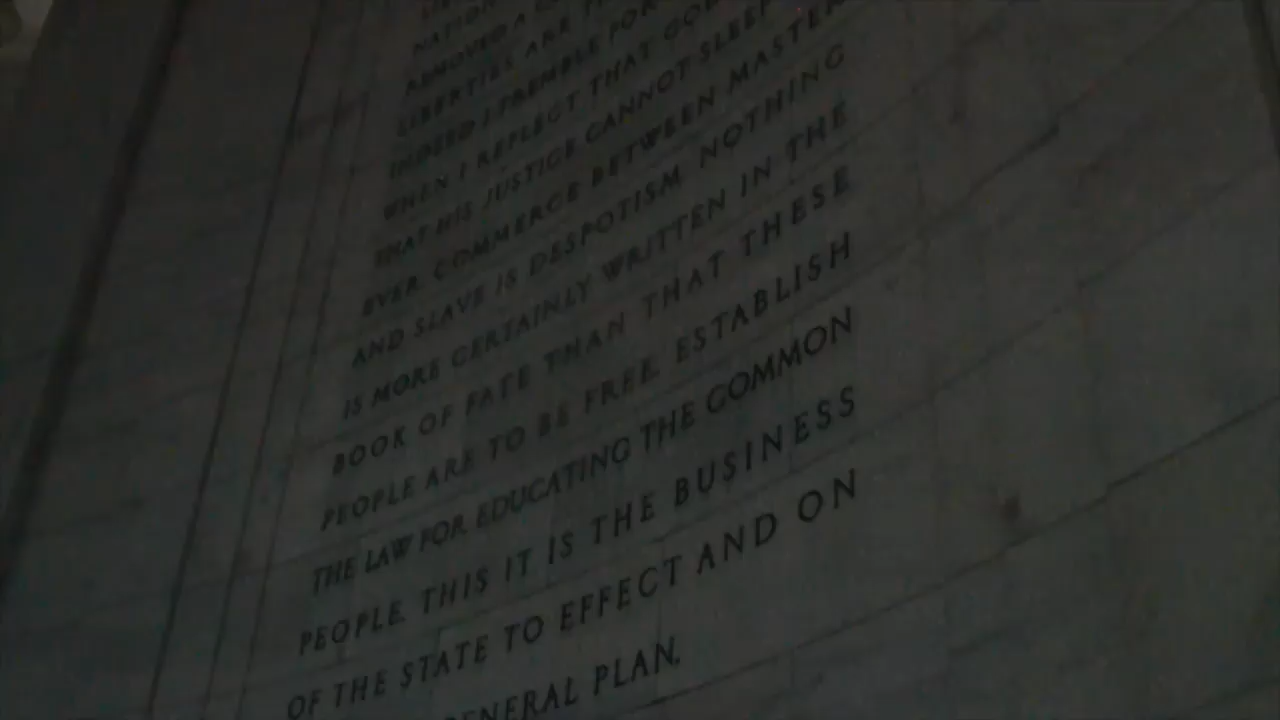 NATION
REMOVED A
LIBERTIES ARE
INDEED I TREMBLE FOR
WHEN I REFLECT THAT GOD
THAT HIS JUSTICE CANNOT SLEEP
EVER. COMMERCE BETWEEN MASTER
AND SLAVE IS DESPOTISM. NOTHING
IS MORE CERTAINLY WRITTEN IN THE
BOOK OF FATE THAN THAT THESE
PEOPLE ARE TO BE FREE. ESTABLISH
THE LAW FOR EDUCATING THE COMMON
PEOPLE. THIS IT IS THE BUSINESS
OF THE STATE TO EFFECT AND ON
ENERAL PLAN.